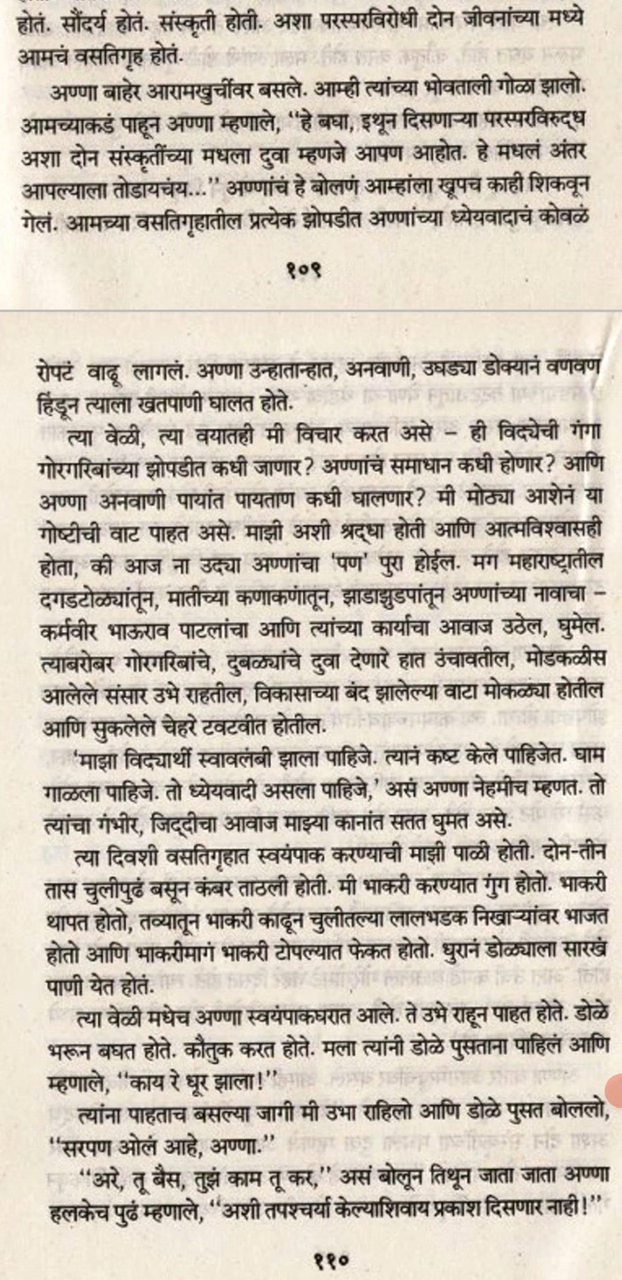 होतं. सौंदर्य होतं. संस्कृती होती. अशा परस्परविरोधी दोन जीवनांच्या मध्ये
आमचं वसतिगृह होतं.
अण्णा बाहेर आरामखुर्चीवर बसले. आम्ही त्यांच्या भोवताली गोळा झालो.
आमच्याकडं पाहून अण्णा म्हणाले, “हे बघा, इथून दिसणाऱ्या परस्परविरुद्ध
अशा दोन संस्कृतींच्या मधला दुवा म्हणजे आपण आहोत. हे मधलं अंतर
आपल्याला तोडायचंय...” अण्णांचं हे बोलणं आम्हांला खूपच काही शिकवून
गेलं. आमच्या वसतिगृहातील प्रत्येक झोपडीत अण्णांच्या ध्येयवादाचं कोवळं
१०९
रोपटं वाढू लागलं. अण्णा उन्हातान्हात, अनवाणी, उघड्या डोक्यानं वणवण
हिंडून त्याला खतपाणी घालत होते.
त्या वेळी, त्या वयातही मी विचार करत असे – ही विद्येची गंगा
गोरगरिबांच्या झोपडीत कधी जाणार? अण्णांचं समाधान कधी होणार? आणि
अण्णा अनवाणी पायांत पायताण कधी घालणार? मी मोठ्या आशेनं या
गोष्टीची वाट पाहत असे. माझी अशी श्रद्धा होती आणि आत्मविश्वासही
होता, की आज ना उद्या अण्णांचा ‘पण’ पुरा होईल. मग महाराष्ट्रातील
दगडटोळ्यांतून, मातीच्या कणाकणांतून, झाडाझुडपांतून अण्णांच्या नावाचा –
कर्मवीर भाऊराव पाटलांचा आणि त्यांच्या कार्याचा आवाज उठेल, घुमेल.
त्याबरोबर गोरगरिबांचे, दुबळ्यांचे दुवा देणारे हात उंचावतील, मोडकळीस
आलेले संसार उभे राहतील, विकासाच्या बंद झालेल्या वाटा मोकळ्या होतील
आणि सुकलेले चेहरे टवटवीत होतील.
‘माझा विद्यार्थी स्वावलंबी झाला पाहिजे. त्यानं कष्ट केले पाहिजेत. घाम
गाळला पाहिजे. तो ध्येयवादी असला पाहिजे,’ असं अण्णा नेहमीच म्हणत. तो
त्यांचा गंभीर, जिद्दीचा आवाज माझ्या कानांत सतत घुमत असे.
त्या दिवशी वसतिगृहात स्वयंपाक करण्याची माझी पाळी होती. दोन-तीन
तास चुलीपुढं बसून कंबर ताठली होती. मी भाकरी करण्यात गुंग होतो. भाकरी
थापत होतो, तव्यातून भाकरी काढून चुलीतल्या लालभडक निखाऱ्यांवर भाजत
होतो आणि भाकरीमागं भाकरी टोपल्यात फेकत होतो. धुरानं डोळ्याला सारखं
पाणी येत होतं.
त्या वेळी मधेच अण्णा स्वयंपाकघरात आले. ते उभे राहून पाहत होते. डोळे
भरून बघत होते. कौतुक करत होते. मला त्यांनी डोळे पुसताना पाहिलं आणि
म्हणाले, “काय रे धूर झाला!”
त्यांना पाहताच बसल्या जागी मी उभा राहिलो आणि डोळे पुसत बोललो,
“सरपण ओलं आहे, अण्णा.”
“अरे, तू बैस, तुझं काम तू कर,” असं बोलून तिथून जाता जाता अण्णा
हलकेच पुढं म्हणाले, “अशी तपश्चर्या केल्याशिवाय प्रकाश दिसणार नाही!”
११०